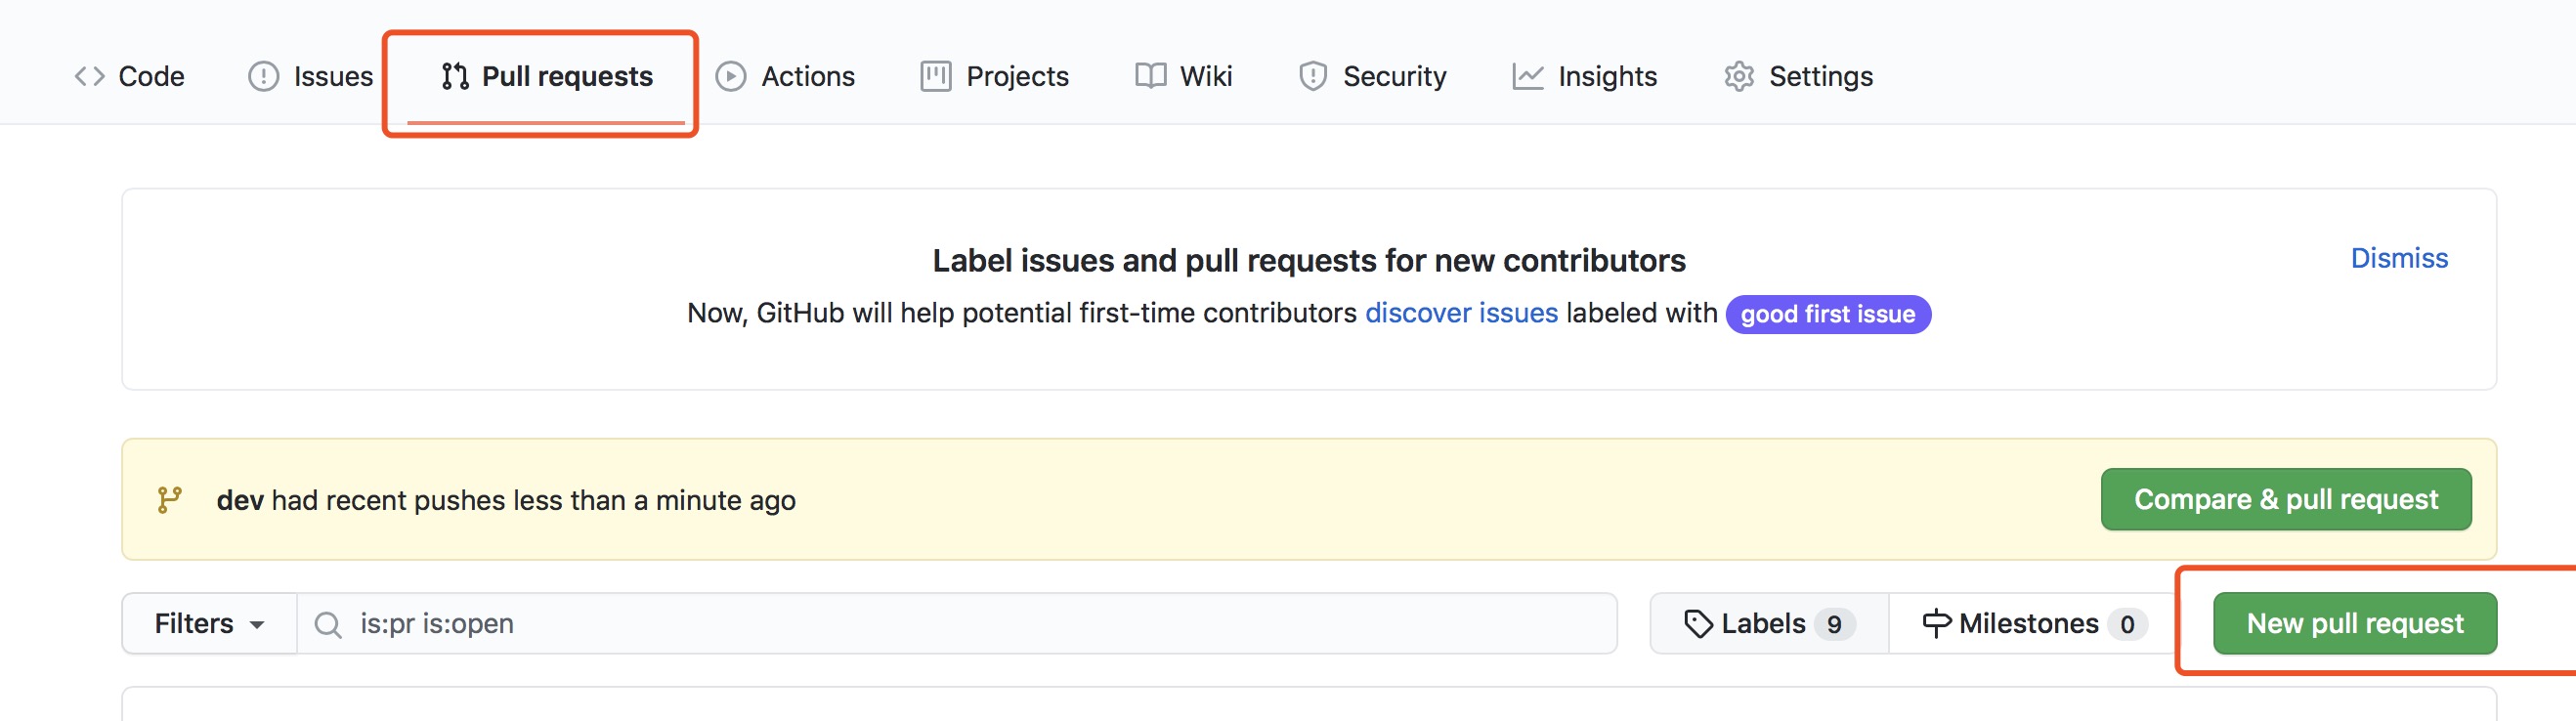 Code Issues Pull requests Actions Projects Wiki Security Insights Settings
Label issues and pull requests for new contributors
Dismiss
Now, GitHub will help potential first-time contributors discover issues labeled with good first issue
dev had recent pushes less than a minute ago
Compare & pull request
Filters is:pr is:open Labels 9 Milestones 0 New pull request